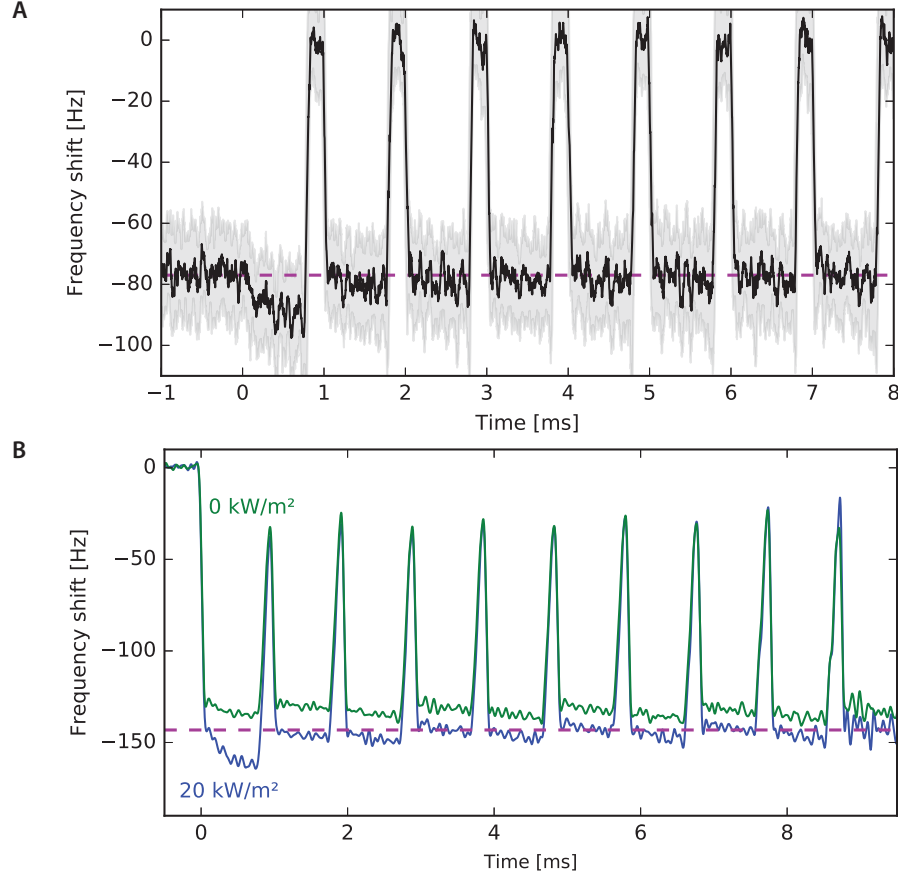 A
Frequency shift [Hz]
0
−20
−40
−60
−80
−100
−1 0 1 2 3 4 5 6 7 8
Time [ms]
B
Frequency shift [Hz]
0
−50
−100
−150
0 kW/m²
20 kW/m²
0 2 4 6 8
Time [ms]